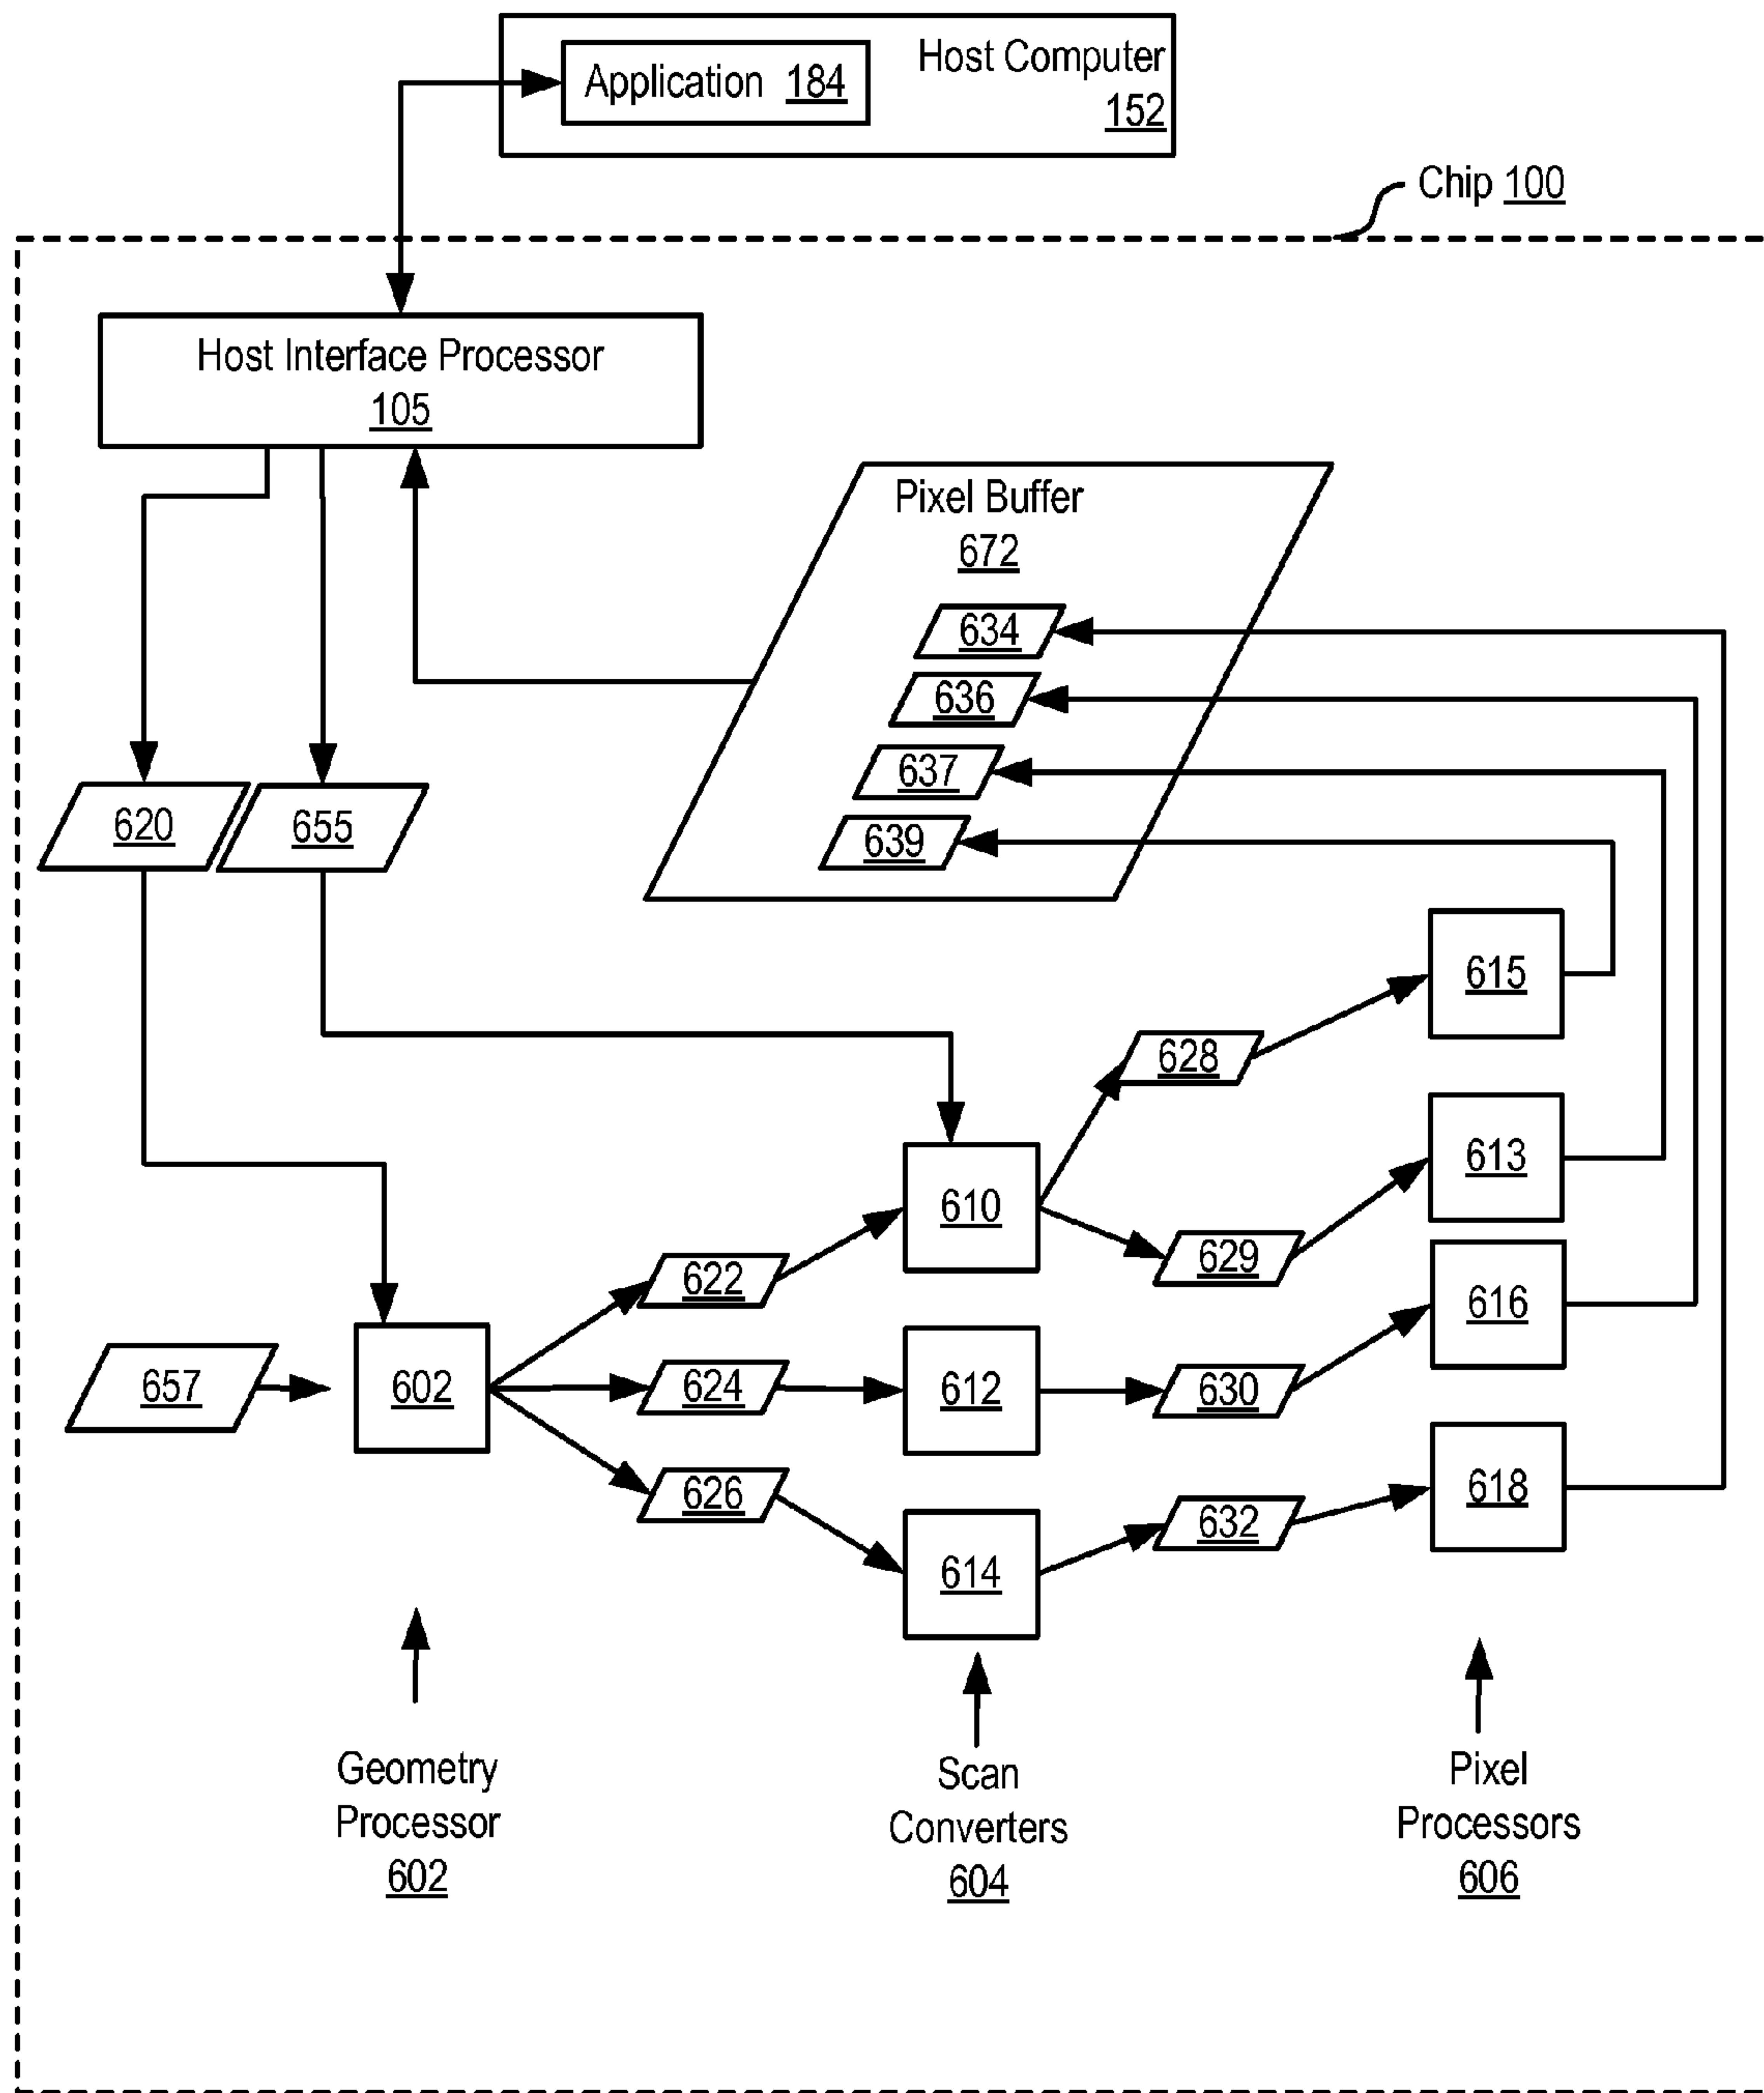 Application 184
Host Computer
152
Chip 100
Host Interface Processor
105
Pixel Buffer
672
634
636
637
639
620
655
615
628
613
610
629
622
616
657
602
624
612
630
626
618
632
614
Geometry
Processor
602
Scan
Converters
604
Pixel
Processors
606